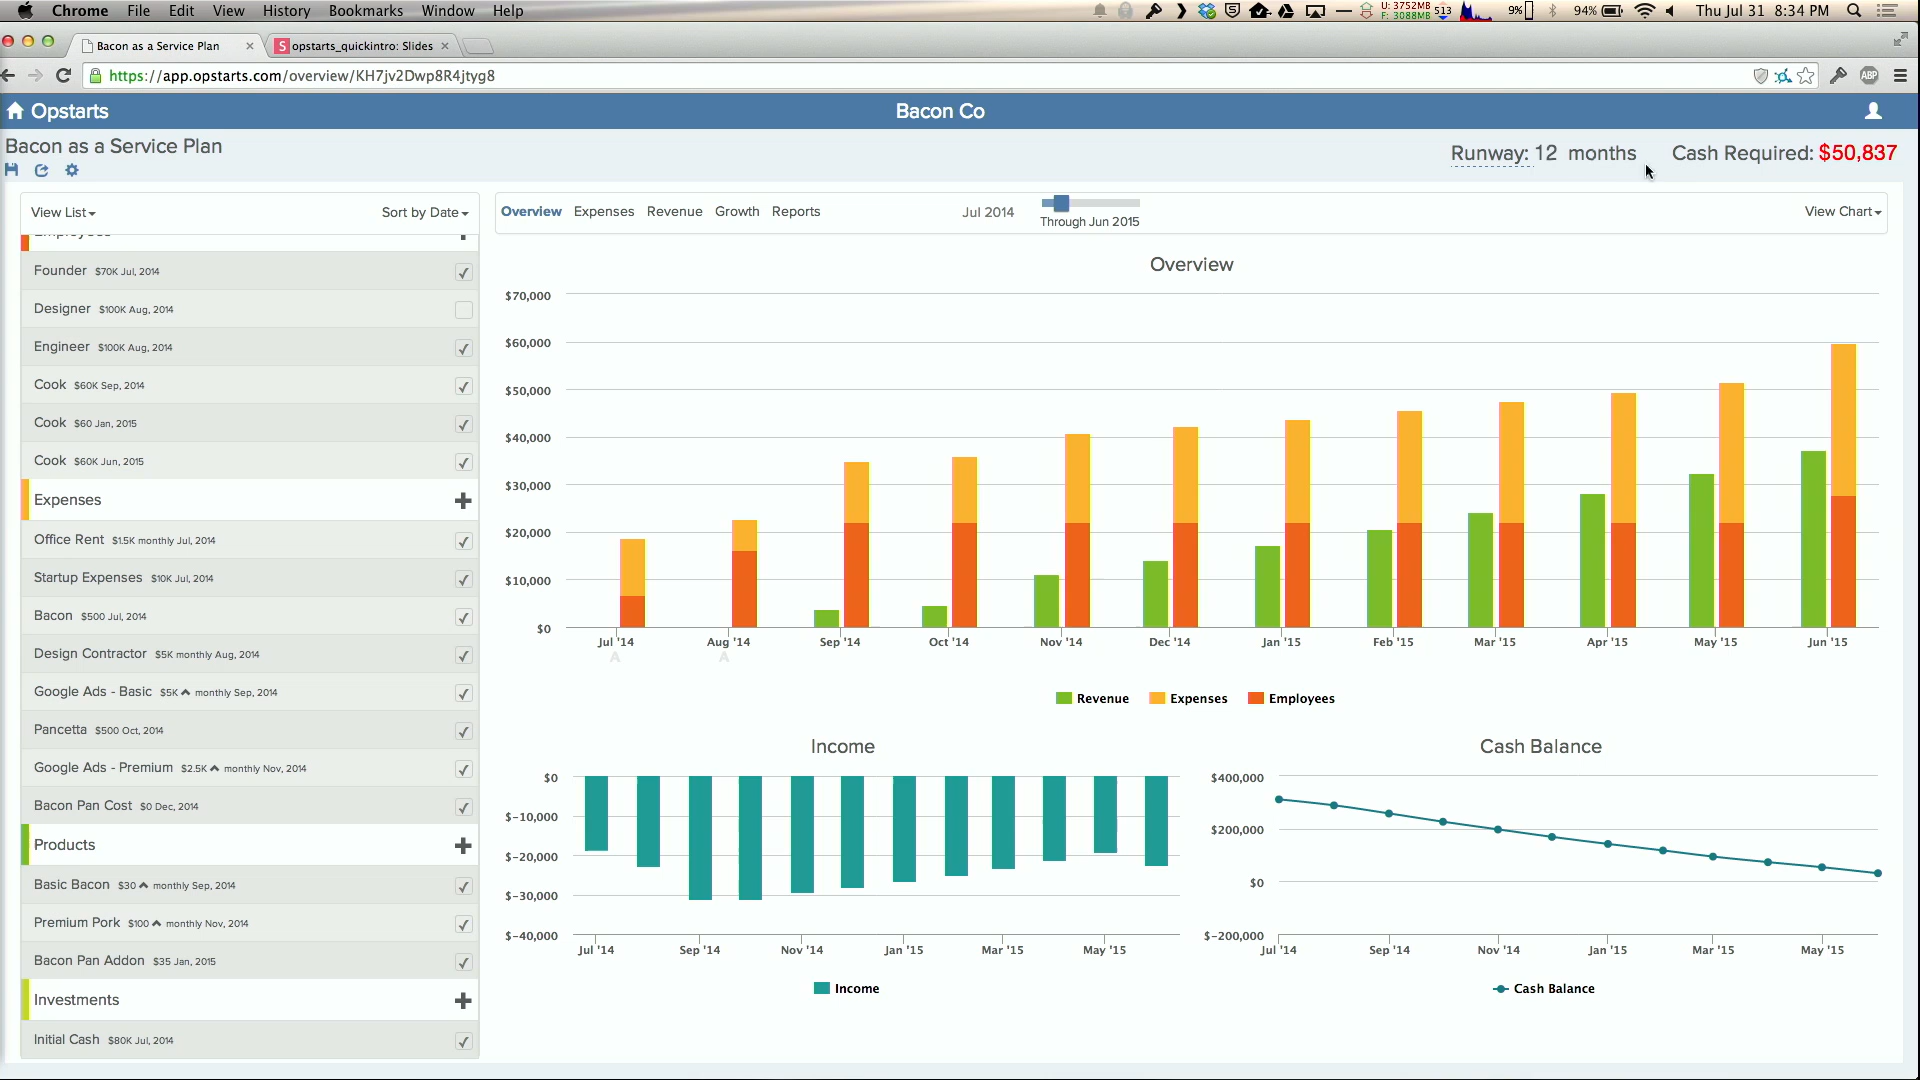 Chrome File Edit View History Bookmarks Window Help
U: 3752MB
F: 3088MB
513
9%
94%
Thu Jul 31 8:34 PM
Bacon as a Service Plan
opstarts_quickintro: Slides
https://app.opstarts.com/overview/KH7jv2Dwp8R4jtyg8
ABP
Opstarts
Bacon Co
Bacon as a Service Plan
Runway: 12 months
Cash Required: $50,837
View List
Sort by Date
Employees
Founder $70K Jul, 2014
Designer $100K Aug, 2014
Engineer $100K Aug, 2014
Cook $60K Sep, 2014
Cook $60 Jan, 2015
Cook $60K Jun, 2015
Expenses
Office Rent $1.5K monthly Jul, 2014
Startup Expenses $10K Jul, 2014
Bacon $500 Jul, 2014
Design Contractor $5K monthly Aug, 2014
Google Ads - Basic $5K monthly Sep, 2014
Pancetta $500 Oct, 2014
Google Ads - Premium $2.5K monthly Nov, 2014
Bacon Pan Cost $0 Dec, 2014
Products
Basic Bacon $30 monthly Sep, 2014
Premium Pork $100 monthly Nov, 2014
Bacon Pan Addon $35 Jan, 2015
Investments
Initial Cash $80K Jul, 2014
Overview Expenses Revenue Growth Reports
Jul 2014
Through Jun 2015
View Chart
Overview
$70,000
$60,000
$50,000
$40,000
$30,000
$20,000
$10,000
$0
Jul '14 Aug '14 Sep '14 Oct '14 Nov '14 Dec '14 Jan '15 Feb '15 Mar '15 Apr '15 May '15 Jun '15
A A
Revenue Expenses Employees
Income
$0
$-10,000
$-20,000
$-30,000
$-40,000
Jul '14 Sep '14 Nov '14 Jan '15 Mar '15 May '15
Income
Cash Balance
$400,000
$200,000
$0
$-200,000
Jul '14 Sep '14 Nov '14 Jan '15 Mar '15 May '15
Cash Balance